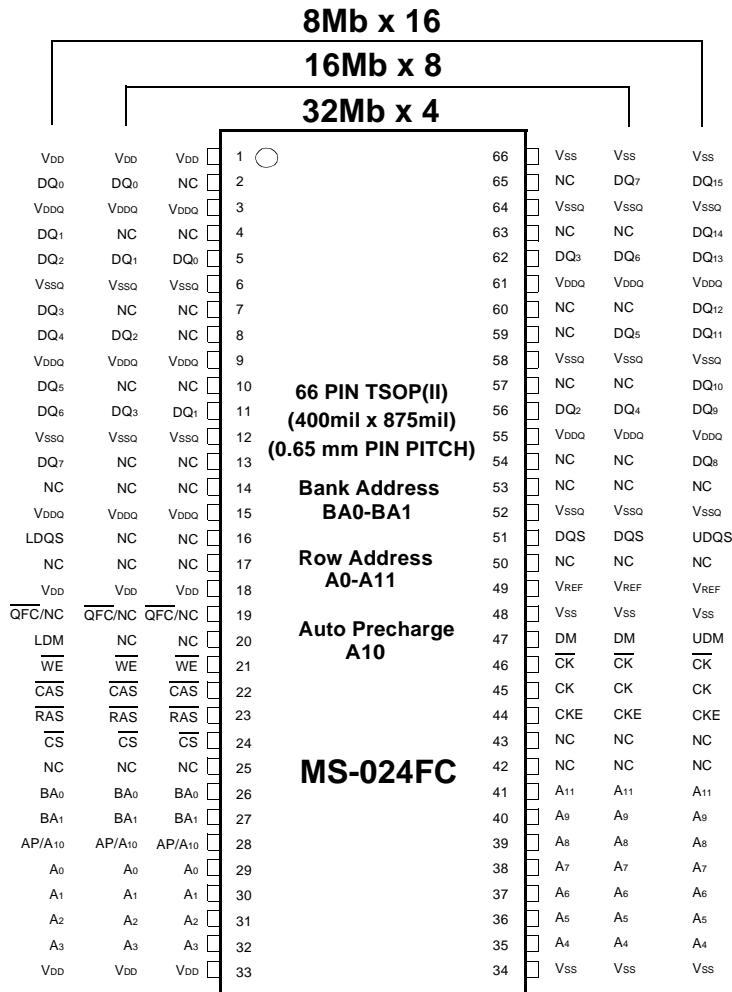 8Mb x 16
16Mb x 8
32Mb x 4
VDD VDD VDD 1 66 VSS VSS VSS
DQ0 DQ0 NC 2 65 NC DQ7 DQ15
VDDQ VDDQ VDDQ 3 64 VSSQ VSSQ VSSQ
DQ1 NC NC 4 63 NC NC DQ14
DQ2 DQ1 DQ0 5 62 DQ3 DQ6 DQ13
VSSQ VSSQ VSSQ 6 61 VDDQ VDDQ VDDQ
DQ3 NC NC 7 60 NC NC DQ12
DQ4 DQ2 NC 8 59 NC DQ5 DQ11
VDDQ VDDQ VDDQ 9 58 VSSQ VSSQ VSSQ
DQ5 NC NC 10 57 NC NC DQ10
DQ6 DQ3 DQ1 11 56 DQ2 DQ4 DQ9
VSSQ VSSQ VSSQ 12 55 VDDQ VDDQ VDDQ
DQ7 NC NC 13 54 NC NC DQ8
NC NC NC 14 53 NC NC NC
VDDQ VDDQ VDDQ 15 52 VSSQ VSSQ VSSQ
LDQS NC NC 16 51 DQS DQS UDQS
NC NC NC 17 50 NC NC NC
VDD VDD VDD 18 49 VREF VREF VREF
QFC/NC QFC/NC QFC/NC 19 48 VSS VSS VSS
LDM NC NC 20 47 DM DM UDM
WE WE WE 21 46 CK CK CK
CAS CAS CAS 22 45 CK CK CK
RAS RAS RAS 23 44 CKE CKE CKE
CS CS CS 24 43 NC NC NC
NC NC NC 25 42 NC NC NC
BA0 BA0 BA0 26 41 A11 A11 A11
BA1 BA1 BA1 27 40 A9 A9 A9
AP/A10 AP/A10 AP/A10 28 39 A8 A8 A8
A0 A0 A0 29 38 A7 A7 A7
A1 A1 A1 30 37 A6 A6 A6
A2 A2 A2 31 36 A5 A5 A5
A3 A3 A3 32 35 A4 A4 A4
VDD VDD VDD 33 34 VSS VSS VSS
66 PIN TSOP(II)
(400mil x 875mil)
(0.65 mm PIN PITCH)
Bank Address
BA0-BA1
Row Address
A0-A11
Auto Precharge
A10
MS-024FC